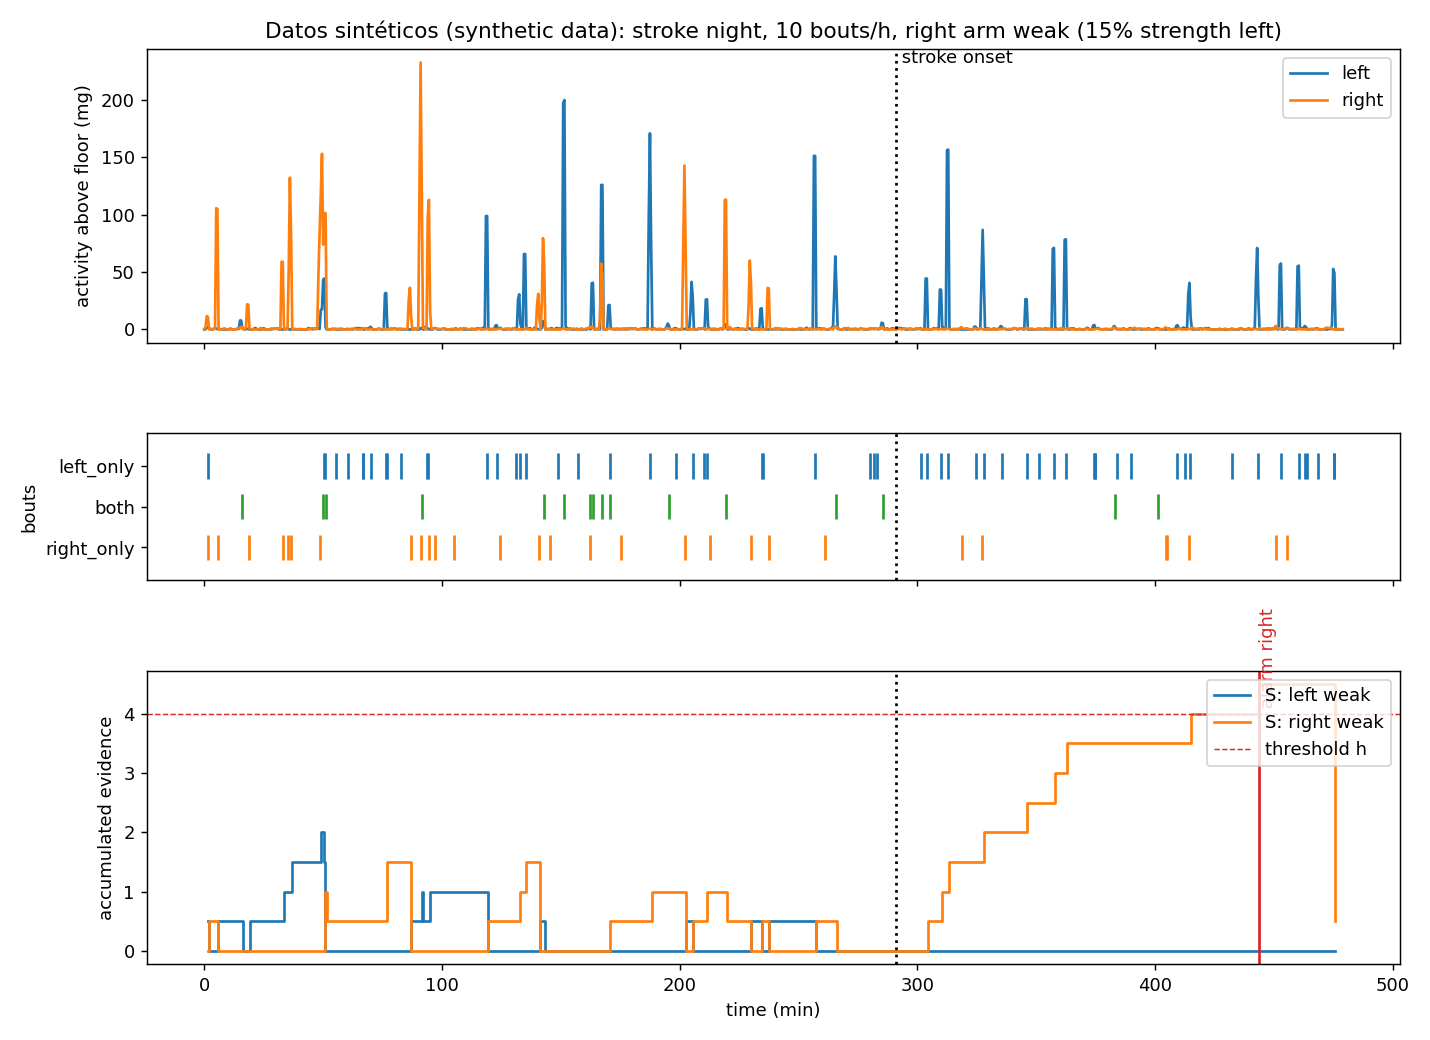 Datos sintéticos (synthetic data): stroke night, 10 bouts/h, right arm weak (15% strength left)
stroke onset
left
right
activity above floor (mg)
200
150
100
50
0
bouts
left_only
both
right_only
right
S: left weak
S: right weak
threshold h
accumulated evidence
4
3
2
1
0
0 100 200 300 400 500
time (min)